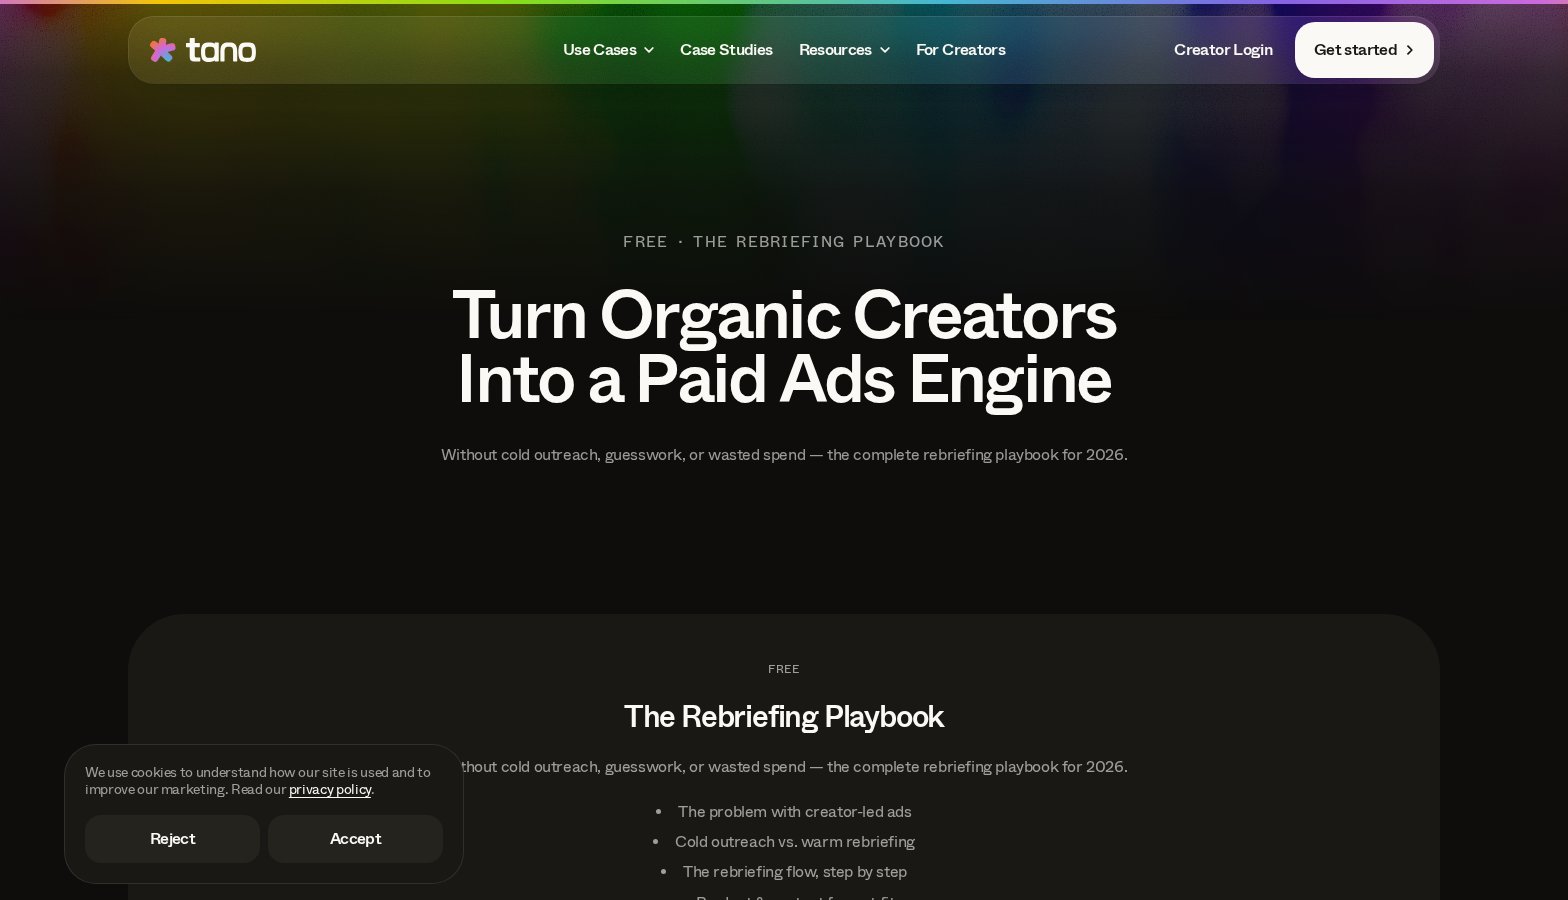 tano
Use Cases
Case Studies
Resources
For Creators
Creator Login
Get started
FREE · THE REBRIEFING PLAYBOOK
Turn Organic Creators
Into a Paid Ads Engine
Without cold outreach, guesswork, or wasted spend — the complete rebriefing playbook for 2026.
FREE
The Rebriefing Playbook
thout cold outreach, guesswork, or wasted spend — the complete rebriefing playbook for 2026.
• The problem with creator-led ads
• Cold outreach vs. warm rebriefing
• The rebriefing flow, step by step
We use cookies to understand how our site is used and to
improve our marketing. Read our privacy policy.
Reject
Accept